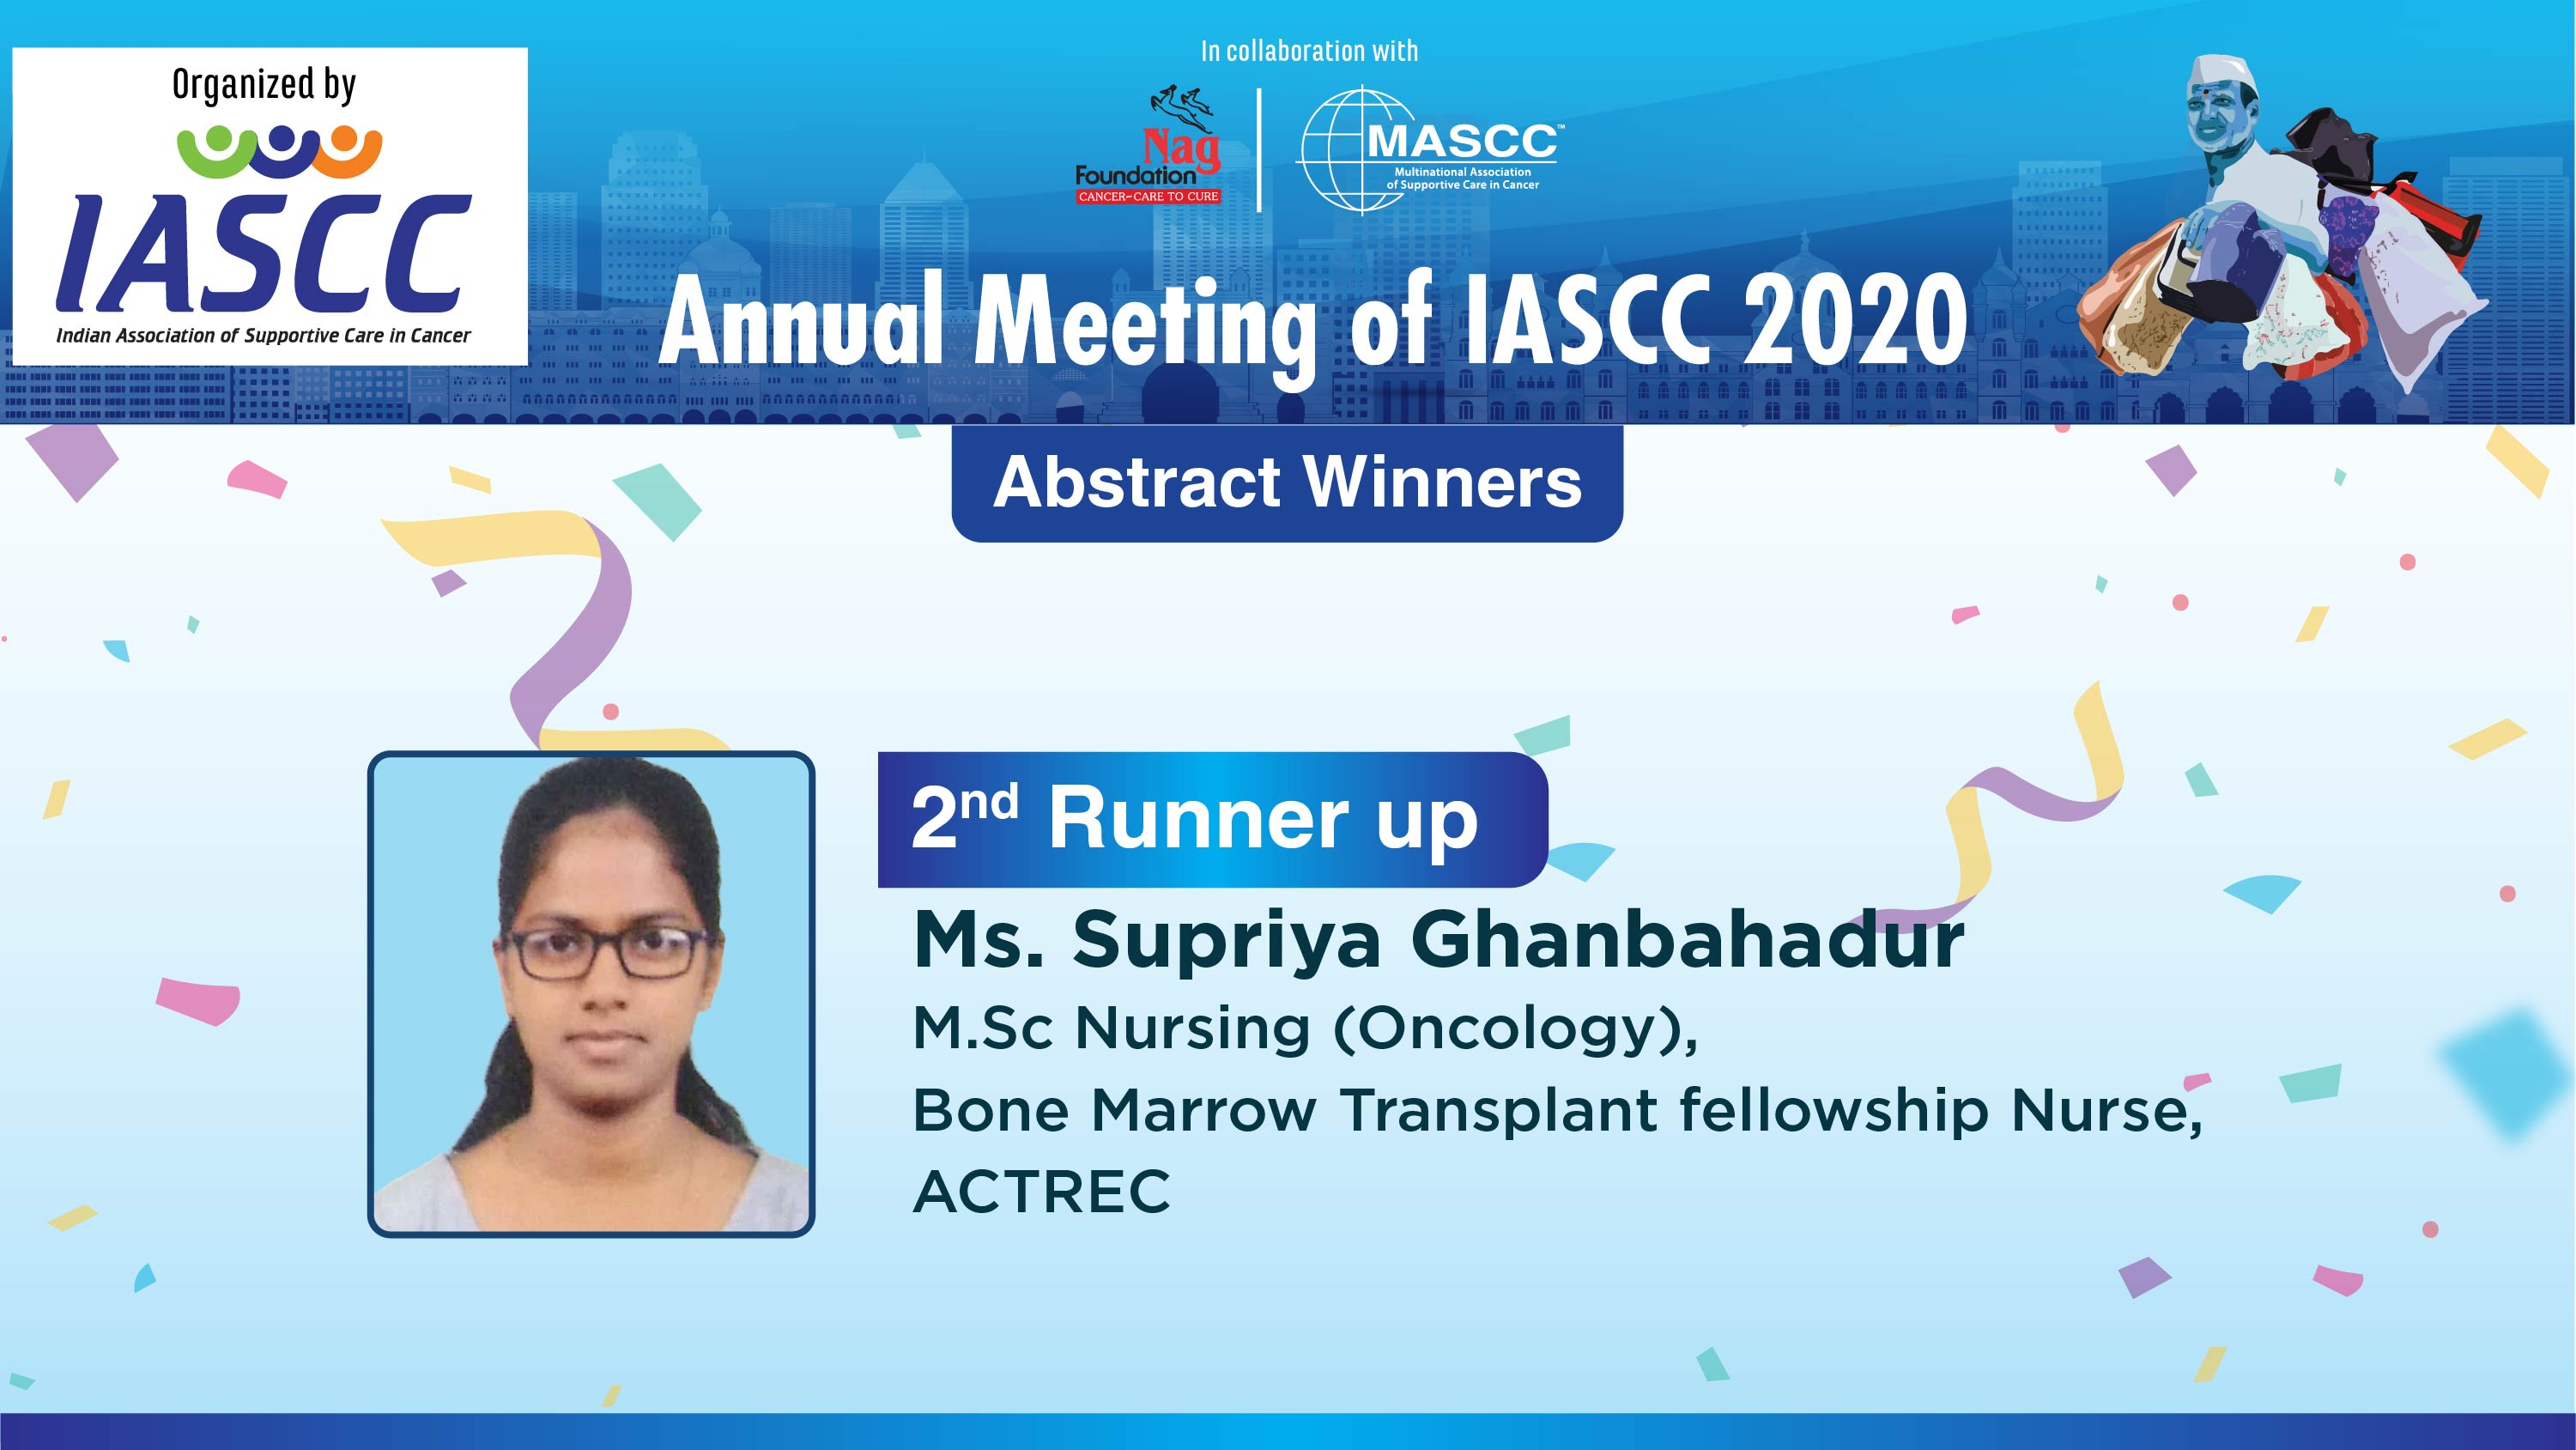 Organized by
IASCC
Indian Association of Supportive Care in Cancer
In collaboration with
Nag
Foundation
CANCER-CARE TO CURE
MASCC™
Multinational Association
of Supportive Care in Cancer
Annual Meeting of IASCC 2020
Abstract Winners
2nd Runner up
Ms. Supriya Ghanbahadur
M.Sc Nursing (Oncology),
Bone Marrow Transplant fellowship Nurse,
ACTREC